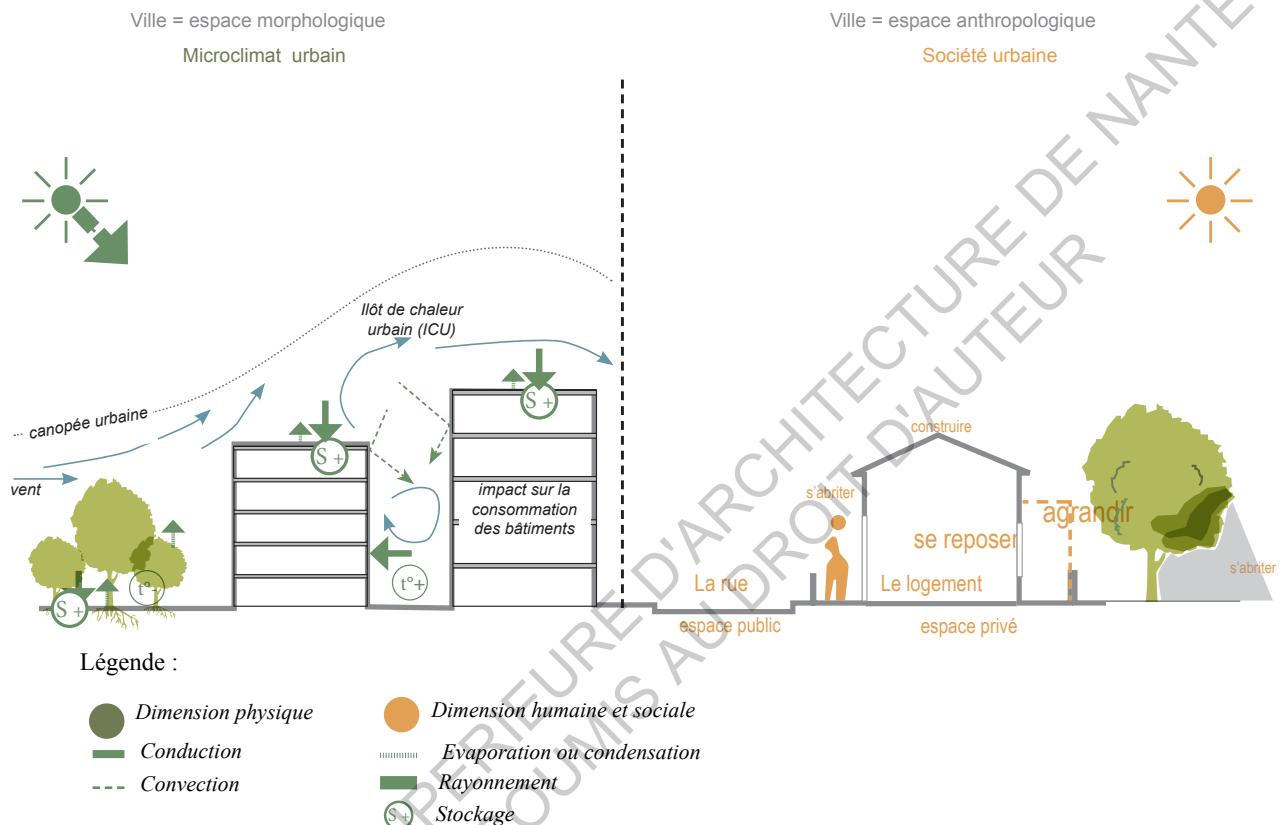 Ville = espace morphologique
Microclimat urbain
Ville = espace anthropologique
Société urbaine
Ilôt de chaleur
urbain (ICU)
... canopée urbaine
vent
S +
S +
S +
t°-
t°+
impact sur la
consommation
des bâtiments
construire
s'abriter
agrandir
se reposer
s'abriter
La rue
Le logement
espace public
espace privé
Légende :
Dimension physique
Dimension humaine et sociale
Conduction
Evaporation ou condensation
Convection
Rayonnement
S +
Stockage
PERIEURE D'ARCHITECTURE DE NANTE
OUMIS AU DROIT D'AUTEUR